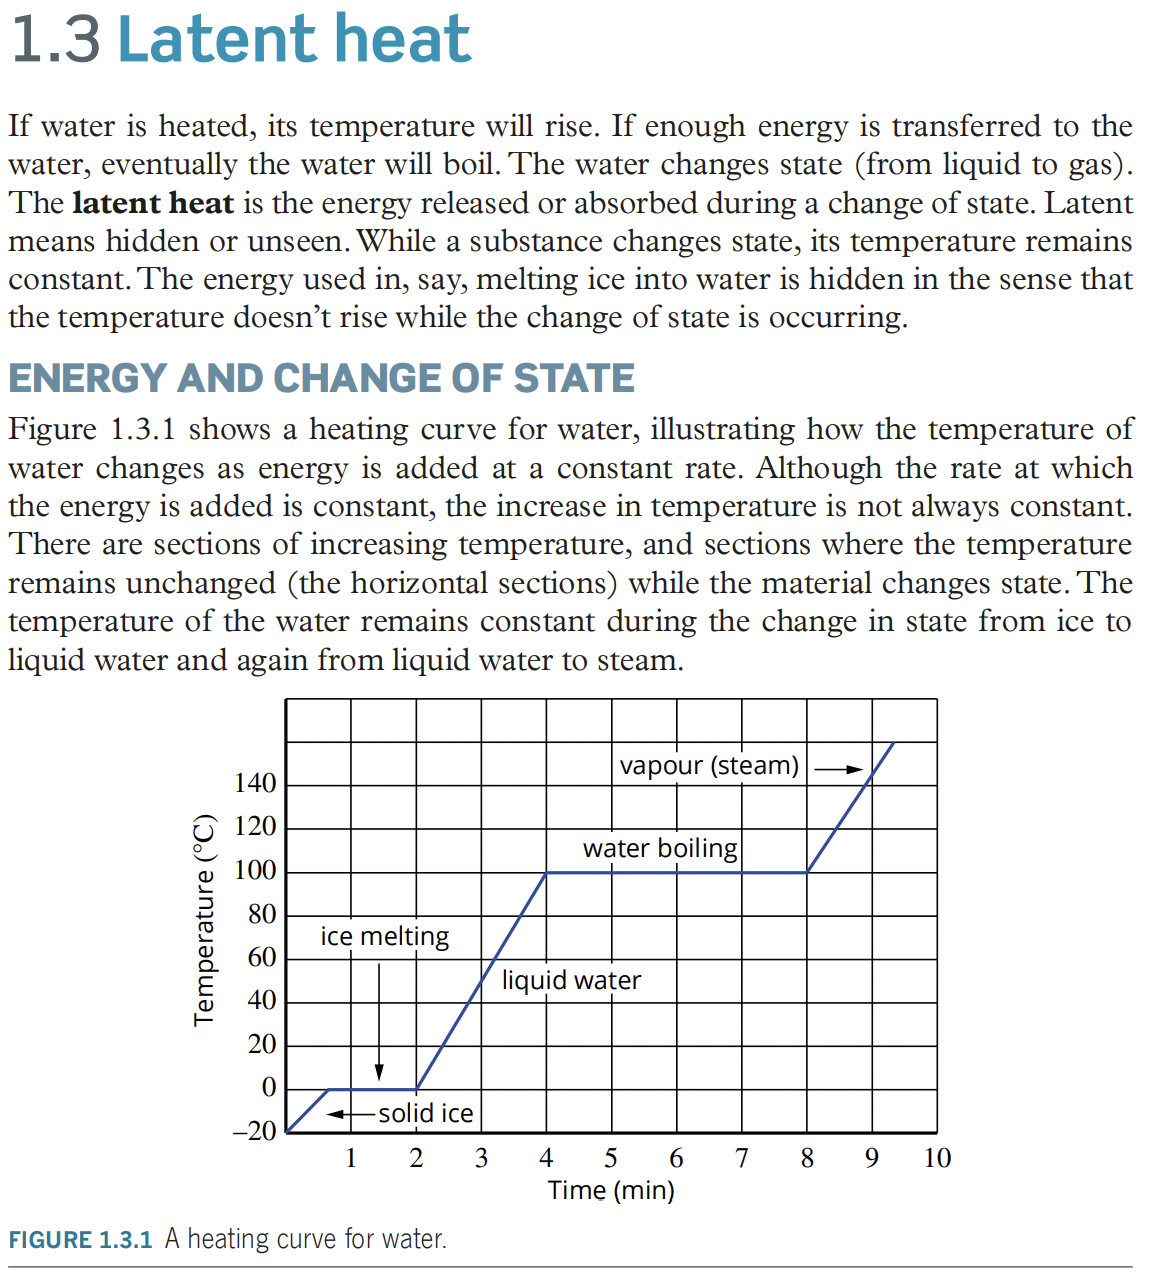 1.3 Latent heat
If water is heated, its temperature will rise. If enough energy is transferred to the
water, eventually the water will boil. The water changes state (from liquid to gas).
The latent heat is the energy released or absorbed during a change of state. Latent
means hidden or unseen. While a substance changes state, its temperature remains
constant. The energy used in, say, melting ice into water is hidden in the sense that
the temperature doesn't rise while the change of state is occurring.
ENERGY AND CHANGE OF STATE
Figure 1.3.1 shows a heating curve for water, illustrating how the temperature of
water changes as energy is added at a constant rate. Although the rate at which
the energy is added is constant, the increase in temperature is not always constant.
There are sections of increasing temperature, and sections where the temperature
remains unchanged (the horizontal sections) while the material changes state. The
temperature of the water remains constant during the change in state from ice to
liquid water and again from liquid water to steam.
Temperature (°C)
140
120
100
80
60
40
20
0
–20
vapour (steam)
water boiling
ice melting
liquid water
solid ice
1 2 3 4 5 6 7 8 9 10
Time (min)
FIGURE 1.3.1 A heating curve for water.